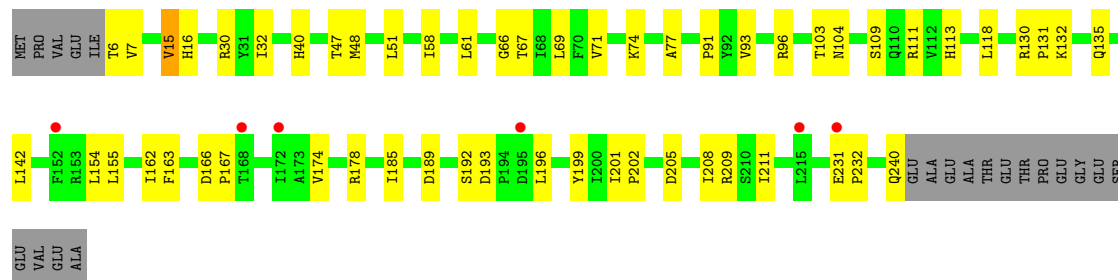 MET PRO VAL GLU ILE T6 V7 V15 H16 R30 Y31 I32 H40 T47 M48 L51 I58 L61 G66 T67 I68 L69 F70 V71 K74 A77 P91 Y92 V93 R96 T103 N104 S109 Q110 R111 V112 H113 L118 R130 P131 K132 Q135
L142 F152 R153 L154 L155 I162 F163 D166 P167 T168 I172 A173 V174 R178 I185 D189 S192 D193 P194 D195 L196 Y199 I200 I201 P202 D205 I208 R209 S210 I211 L215 E231 P232 Q240 GLU ALA GLU ALA THR GLU THR PRO GLU GLY GLU SER
GLU VAL GLU ALA